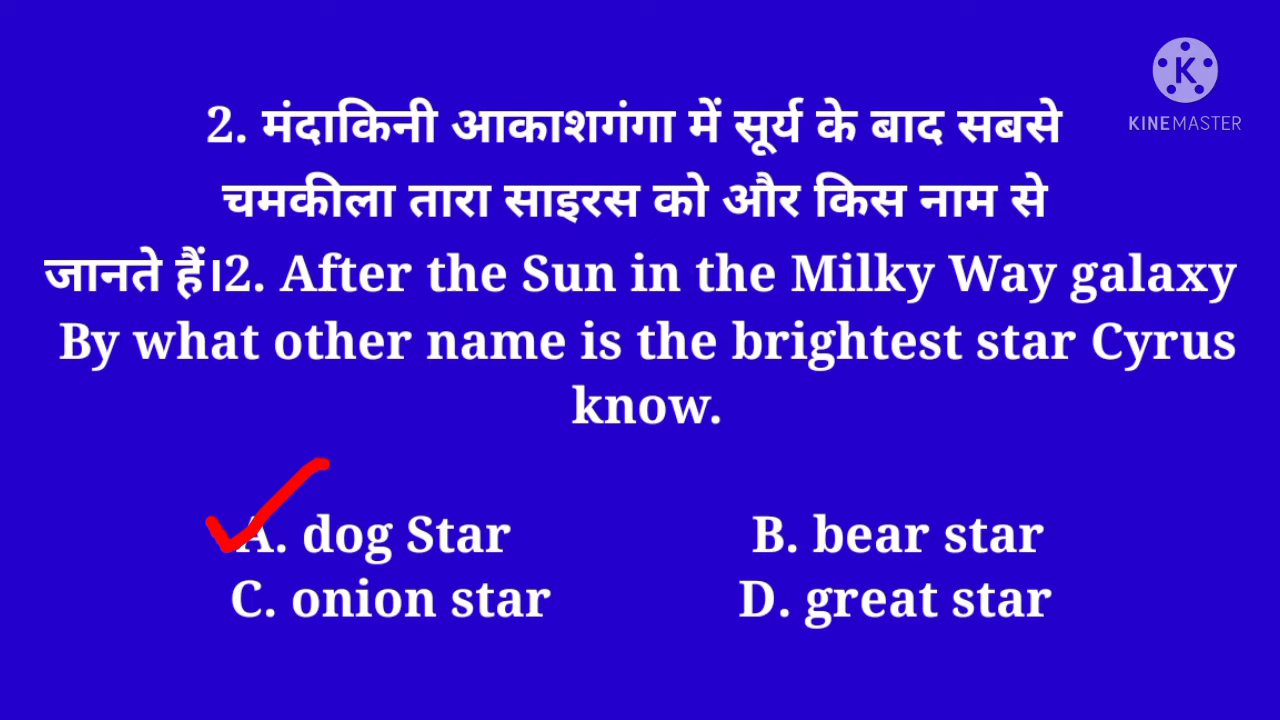 KINEMASTER
2. मंदाकिनी आकाशगंगा में सूर्य के बाद सबसे
चमकीला तारा साइरस को और किस नाम से
जानते हैं।2. After the Sun in the Milky Way galaxy
By what other name is the brightest star Cyrus
know.
A. dog Star B. bear star
C. onion star D. great star